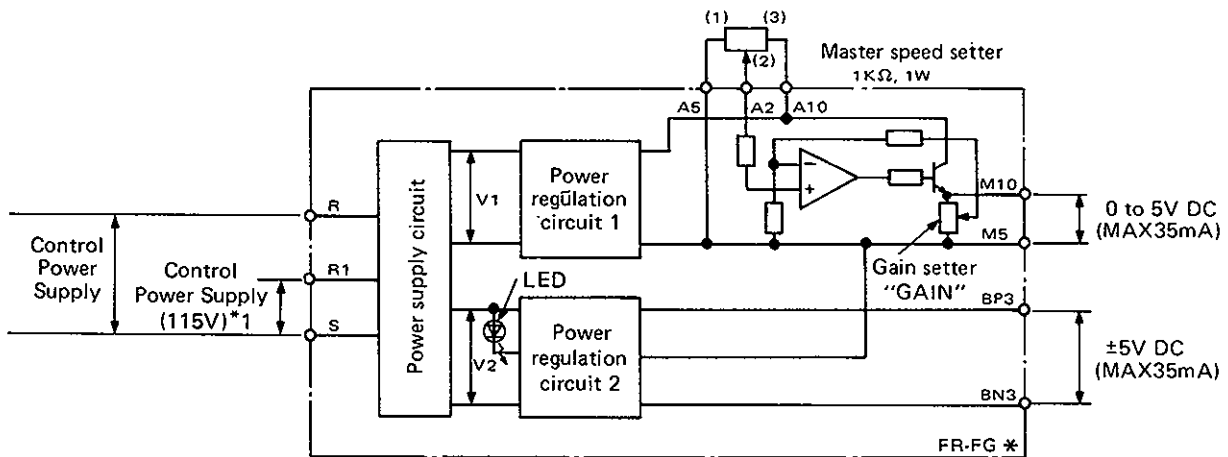 (1) (3)
(2)
Master speed setter
1KΩ, 1W
A5 A2 A10
Power supply circuit
V1
Power
regulation
circuit 1
−
+
M10
0 to 5V DC
(MAX35mA)
M5
Gain setter
"GAIN"
R
Control
Power
Supply
R1
Control
Power Supply
(115V)*1
S
LED
V2
Power
regulation
circuit 2
BP3
±5V DC
(MAX35mA)
BN3
FR-FG *